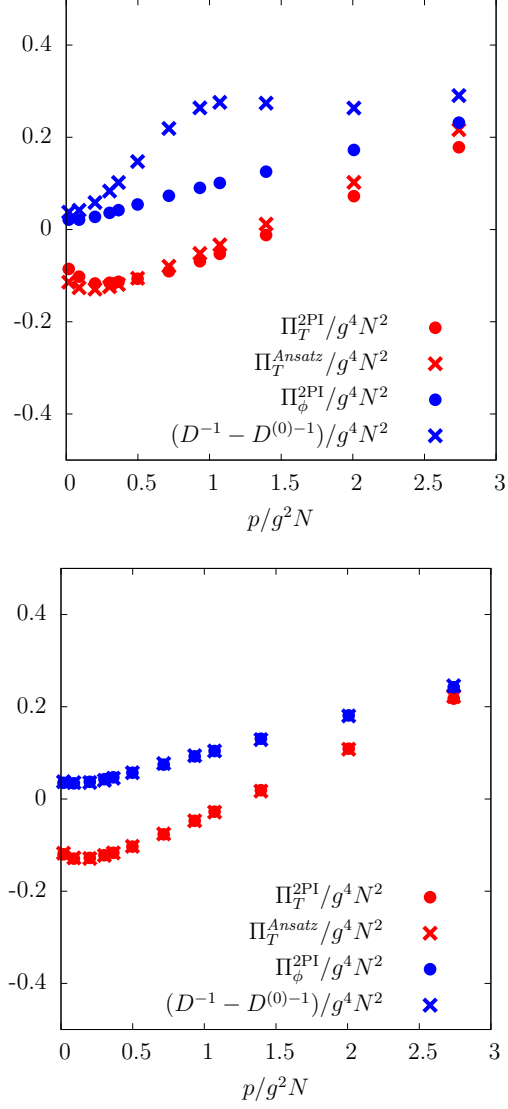 0.4
0.2
0
-0.2
-0.4
Π_T^{2PI}/g^4N^2
Π_T^{Ansatz}/g^4N^2
Π_ϕ^{2PI}/g^4N^2
(D^{-1} − D^{(0)−1})/g^4N^2
0 0.5 1 1.5 2 2.5 3
p/g^2N
0.4
0.2
0
-0.2
-0.4
Π_T^{2PI}/g^4N^2
Π_T^{Ansatz}/g^4N^2
Π_ϕ^{2PI}/g^4N^2
(D^{-1} − D^{(0)−1})/g^4N^2
0 0.5 1 1.5 2 2.5 3
p/g^2N